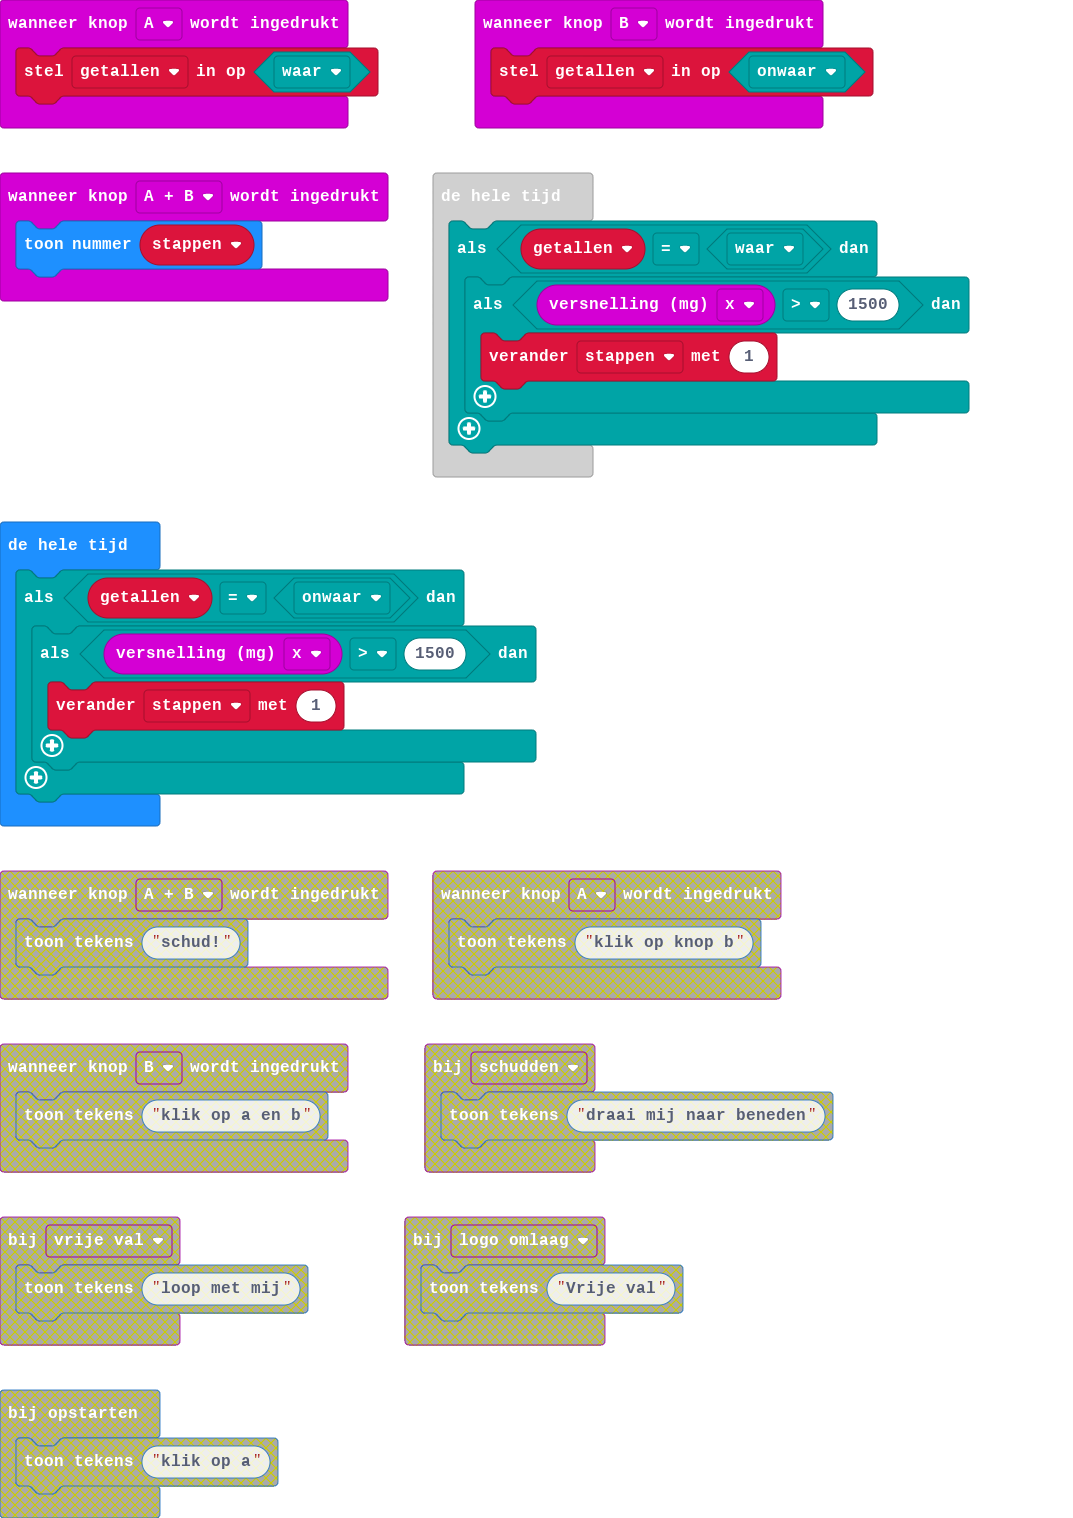 wanneer knop A wordt ingedrukt
stel getallen in op waar
wanneer knop B wordt ingedrukt
stel getallen in op onwaar
wanneer knop A + B wordt ingedrukt
toon nummer stappen
de hele tijd
als getallen = waar dan
als versnelling (mg) x > 1500 dan
verander stappen met 1
de hele tijd
als getallen = onwaar dan
als versnelling (mg) x > 1500 dan
verander stappen met 1
wanneer knop A + B wordt ingedrukt
toon tekens "schud!"
wanneer knop A wordt ingedrukt
toon tekens "klik op knop b"
wanneer knop B wordt ingedrukt
toon tekens "klik op a en b"
bij schudden
toon tekens "draai mij naar beneden"
bij vrije val
toon tekens "loop met mij"
bij logo omlaag
toon tekens "Vrije val"
bij opstarten
toon tekens "klik op a"